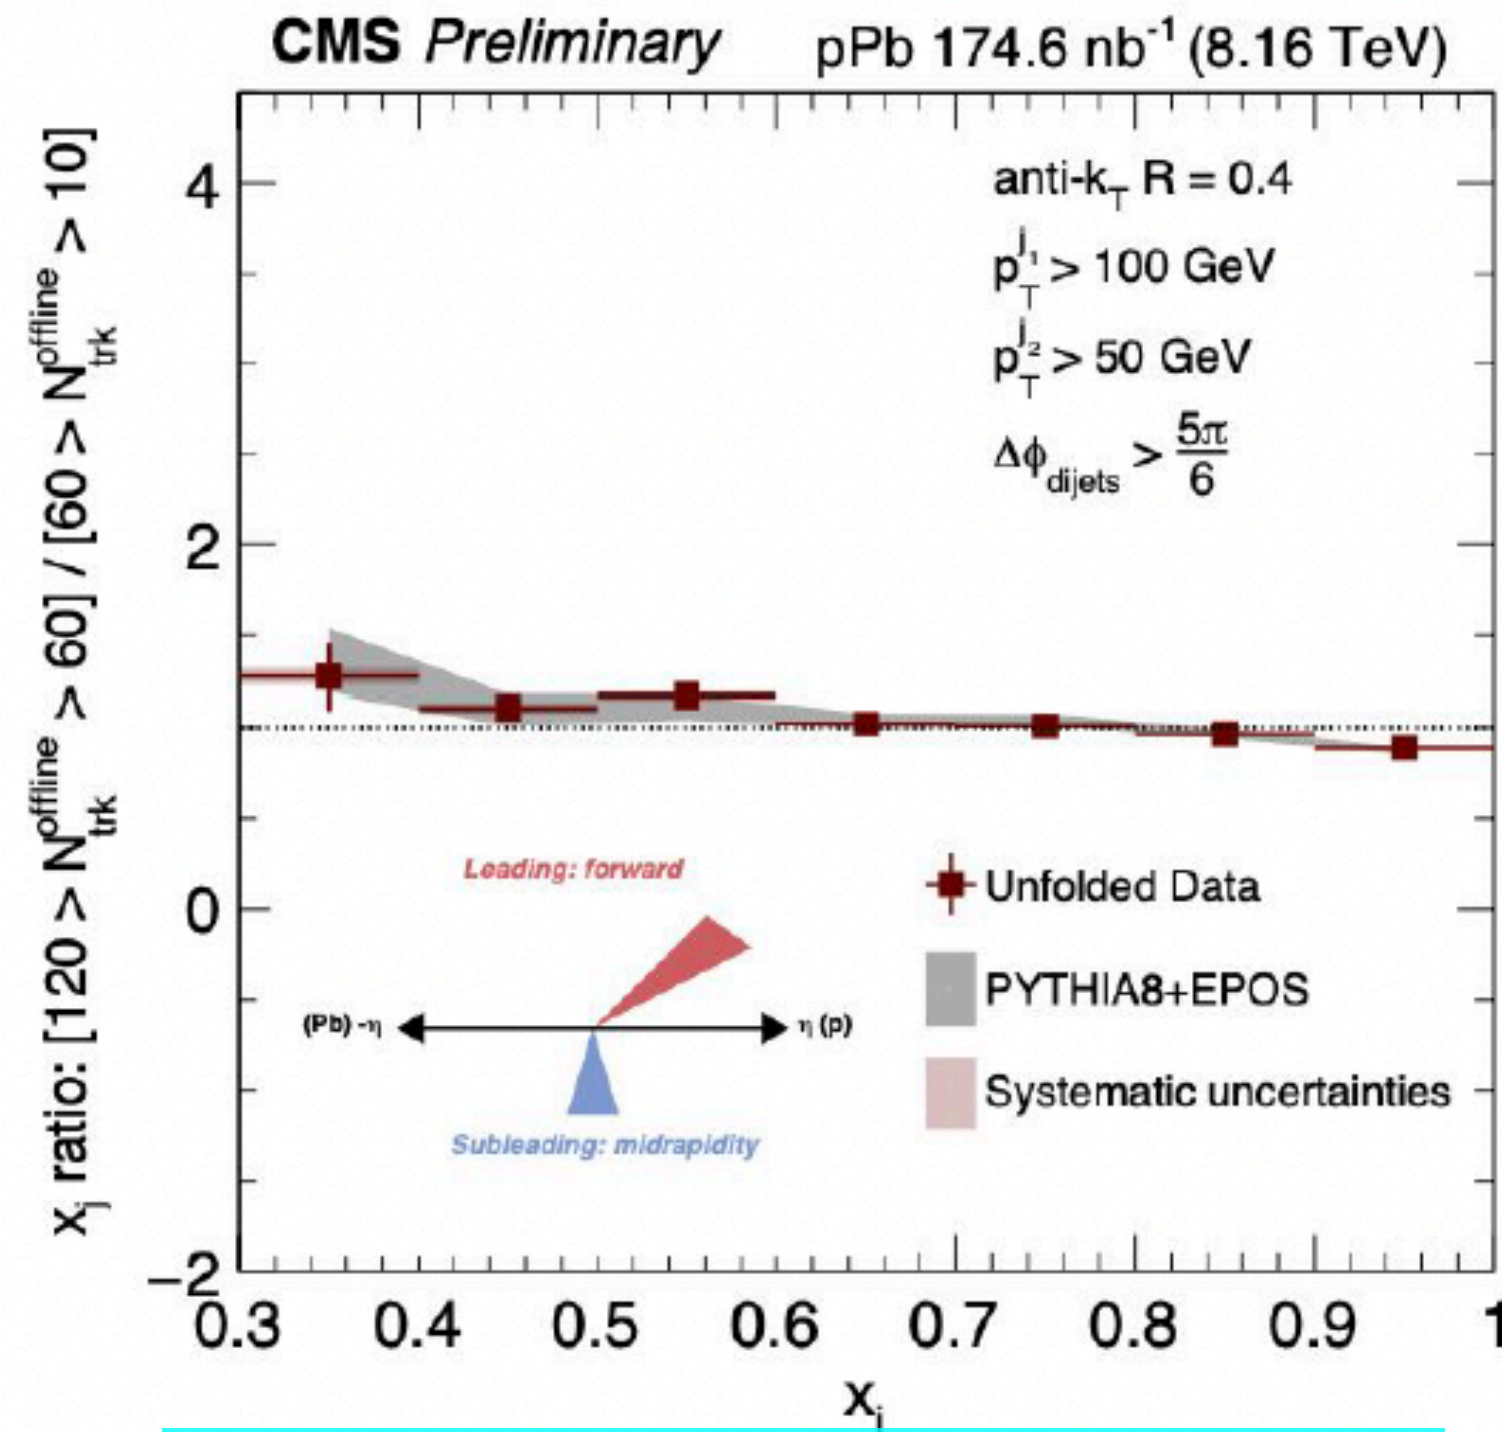 CMS Preliminary pPb 174.6 nb⁻¹ (8.16 TeV)
x_j ratio: [120 > N_trk^offline > 60] / [60 > N_trk^offline > 10]
4
2
0
−2
anti-k_T R = 0.4
p_T^j₁ > 100 GeV
p_T^j₂ > 50 GeV
Δϕ_dijets > 5π/6
Leading: forward
(Pb) -η
η (p)
Subleading: midrapidity
Unfolded Data
PYTHIA8+EPOS
Systematic uncertainties
0.3 0.4 0.5 0.6 0.7 0.8 0.9 1
x_j